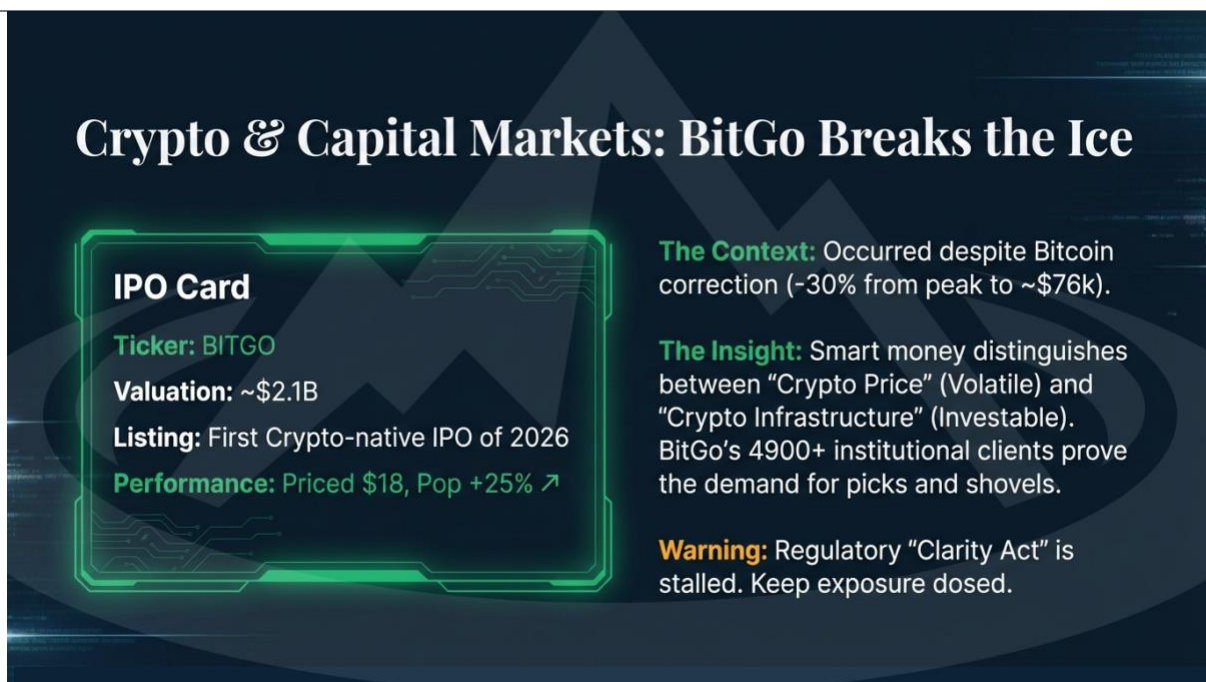 Crypto & Capital Markets: BitGo Breaks the Ice
IPO Card
Ticker: BITGO
Valuation: ~$2.1B
Listing: First Crypto-native IPO of 2026
Performance: Priced $18, Pop +25% ↗
The Context: Occurred despite Bitcoin
correction (-30% from peak to ~$76k).
The Insight: Smart money distinguishes
between “Crypto Price” (Volatile) and
“Crypto Infrastructure” (Investable).
BitGo’s 4900+ institutional clients prove
the demand for picks and shovels.
Warning: Regulatory “Clarity Act” is
stalled. Keep exposure dosed.